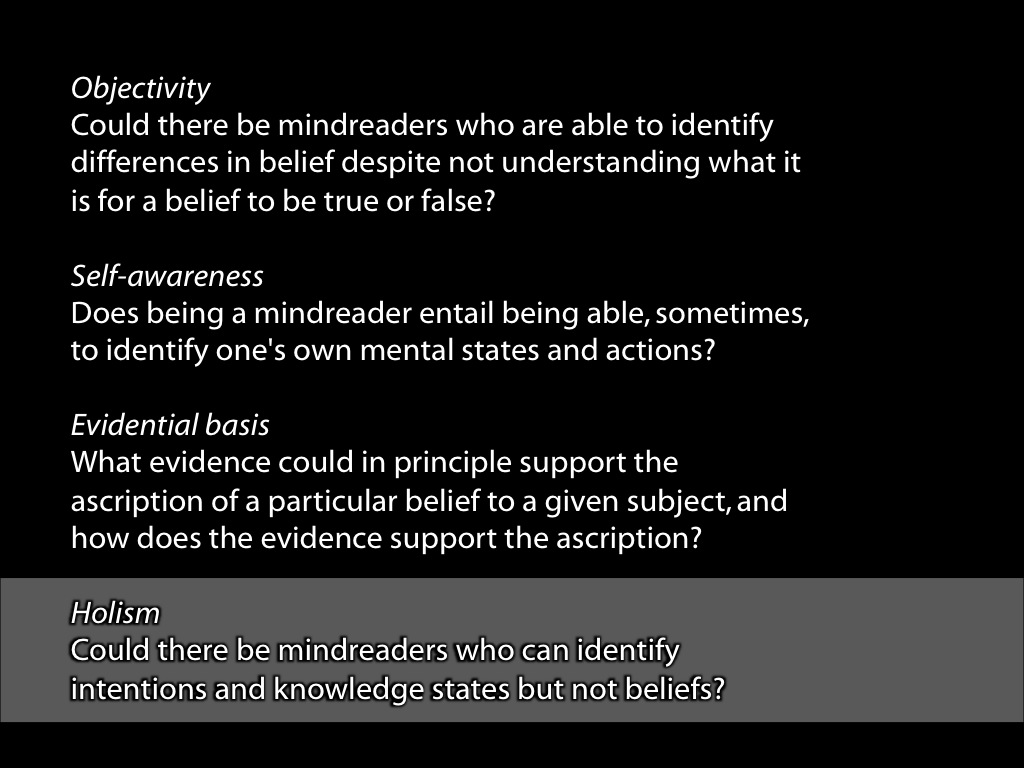 Objectivity
Could there be mindreaders who are able to identify
differences in belief despite not understanding what it
is for a belief to be true or false?
Self-awareness
Does being a mindreader entail being able, sometimes,
to identify one's own mental states and actions?
Evidential basis
What evidence could in principle support the
ascription of a particular belief to a given subject, and
how does the evidence support the ascription?
Holism
Could there be mindreaders who can identify
intentions and knowledge states but not beliefs?